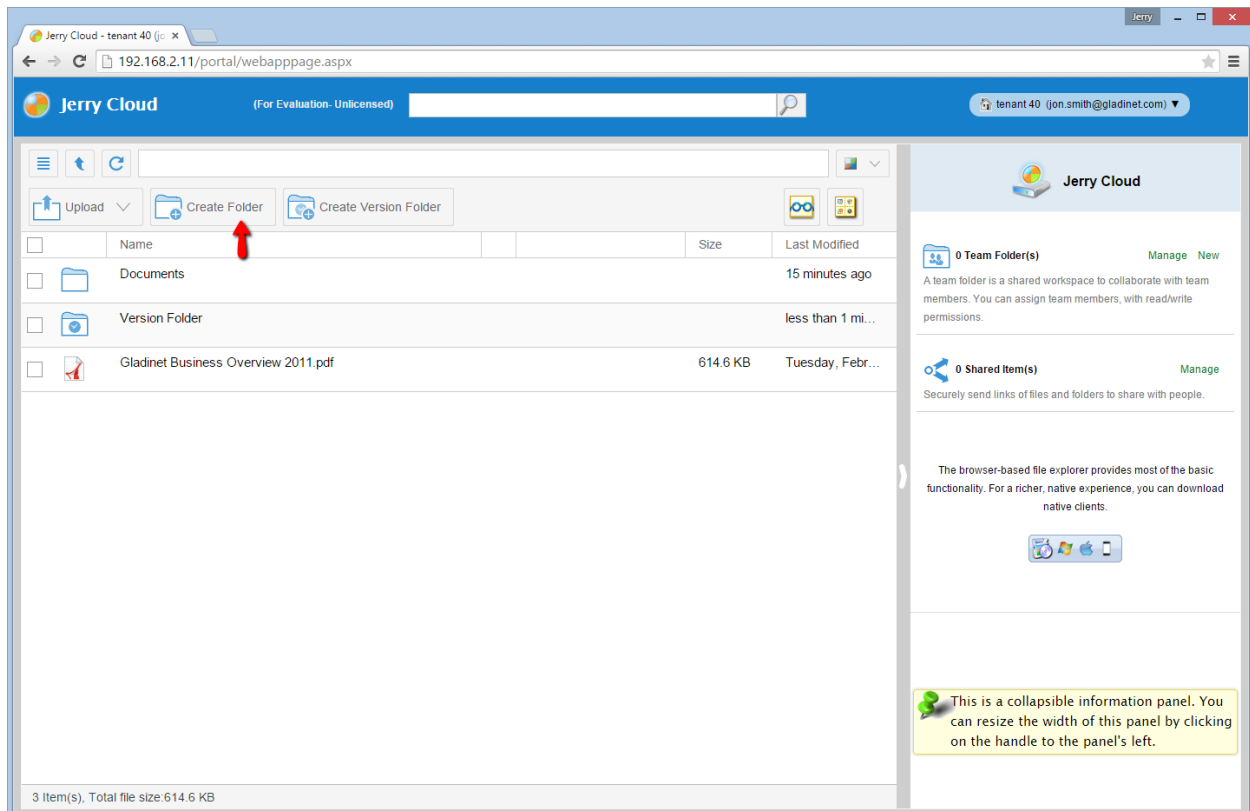 Jerry
Jerry Cloud - tenant 40 (jo
192.168.2.11/portal/webapppage.aspx
Jerry Cloud
(For Evaluation- Unlicensed)
tenant 40 (jon.smith@gladinet.com) ▼
Upload
Create Folder
Create Version Folder
Name
Size
Last Modified
Documents
15 minutes ago
Version Folder
less than 1 mi...
Gladinet Business Overview 2011.pdf
614.6 KB
Tuesday, Febr...
3 Item(s), Total file size:614.6 KB
Jerry Cloud
0 Team Folder(s)
Manage New
A team folder is a shared workspace to collaborate with team
members. You can assign team members, with read/write
permissions.
0 Shared Item(s)
Manage
Securely send links of files and folders to share with people.
The browser-based file explorer provides most of the basic
functionality. For a richer, native experience, you can download
native clients.
This is a collapsible information panel. You
can resize the width of this panel by clicking
on the handle to the panel's left.